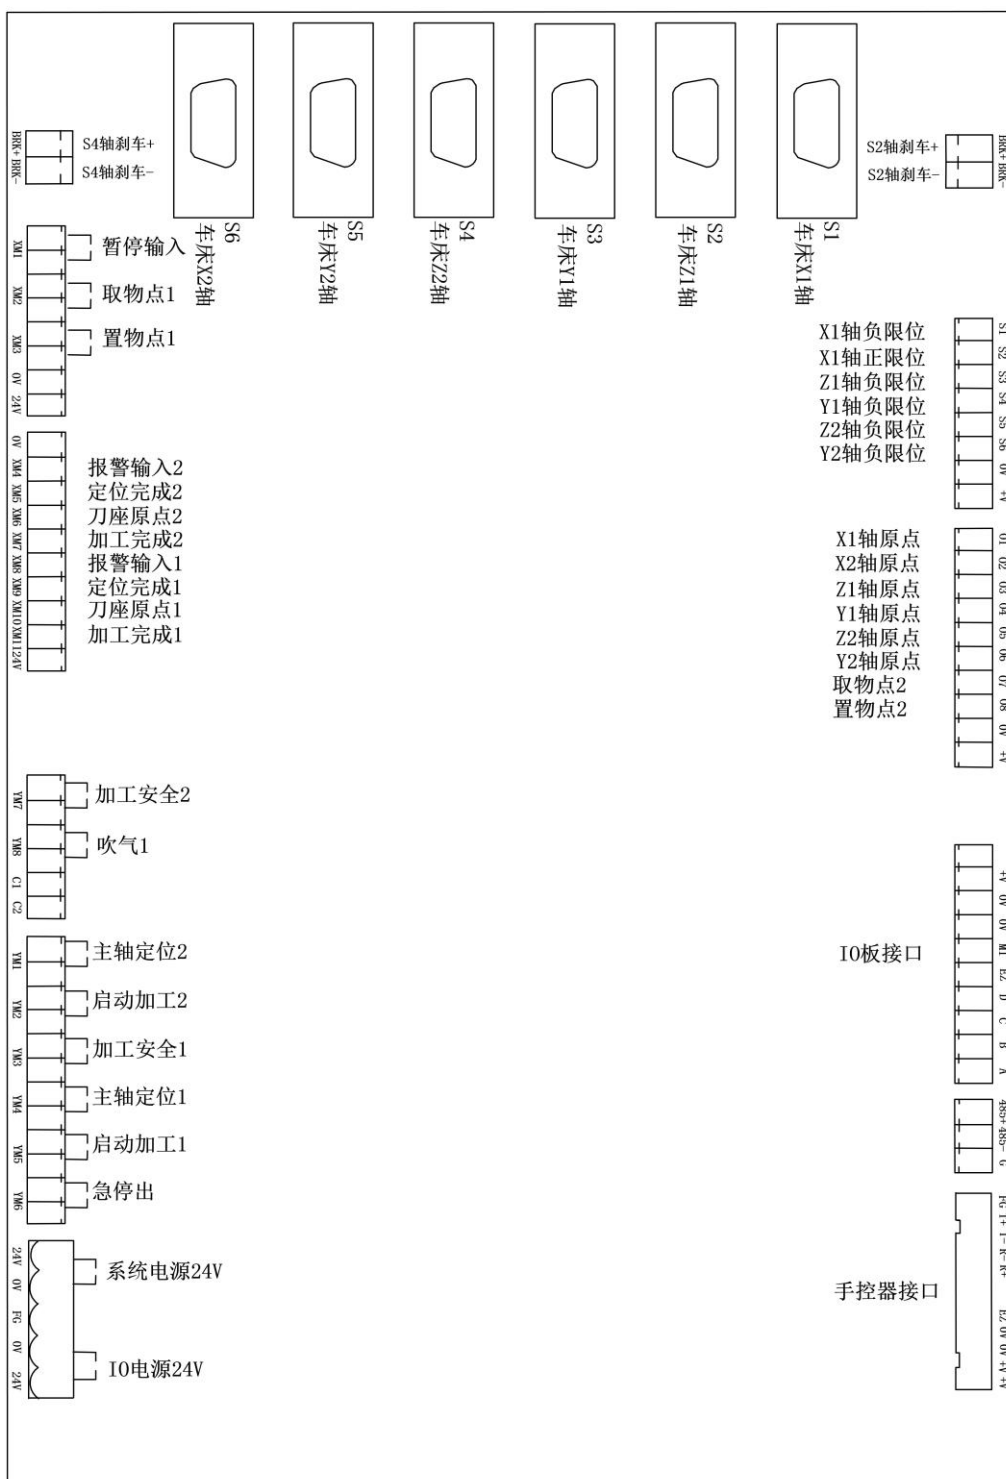 BRK+ BRK-
S4轴刹车+
S4轴刹车-
S6
车床X2轴
S5
车床Y2轴
S4
车床Z2轴
S3
车床Y1轴
S2
车床Z1轴
S1
车床X1轴
S2轴刹车+
S2轴刹车-
BRK+ BRK-
XM1
暂停输入
XM2
取物点1
XM3
置物点1
0V
24V
0V
XM4
报警输入2
XM5
定位完成2
XM6
刀座原点2
XM7
加工完成2
XM8
报警输入1
XM9
定位完成1
XM10
刀座原点1
XM11
加工完成1
24V
YM7
加工安全2
YM8
吹气1
C1
C2
YM1
主轴定位2
YM2
启动加工2
YM3
加工安全1
YM4
主轴定位1
YM5
启动加工1
YM6
急停出
24V
系统电源24V
0V
FG
0V
IO电源24V
24V
X1轴负限位
S1
X1轴正限位
S2
Z1轴负限位
S3
Y1轴负限位
S4
Z2轴负限位
S5
Y2轴负限位
S6
0V
+V
X1轴原点
01
X2轴原点
02
Z1轴原点
03
Y1轴原点
04
Z2轴原点
05
Y2轴原点
06
取物点2
07
置物点2
08
0V
+V
IO板接口
+V
0V
0V
M1
EZ
D
C
B
A
485+ 485- G
手控器接口
FG T+ T- R- R+
EZ 0V 0V +V +V